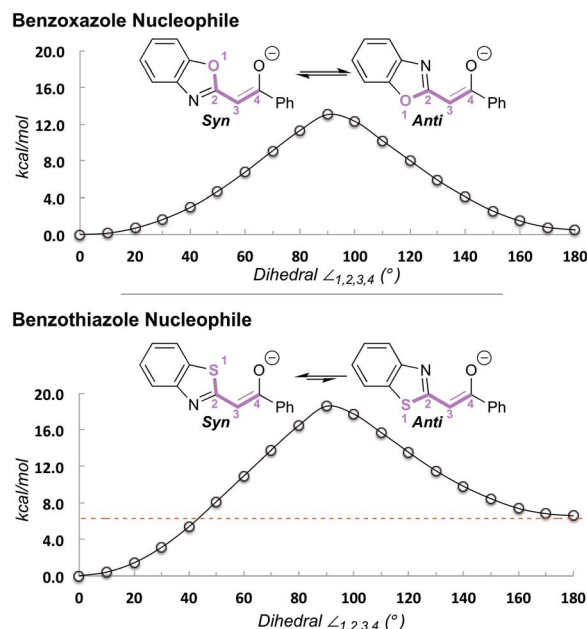 Benzoxazole Nucleophile
20.0
16.0
12.0
8.0
4.0
0.0
kcal/mol
O 1
2
3
4
N
O ⊖
Ph
Syn
N
O
1
2
3
4
O ⊖
Ph
Anti
0 20 40 60 80 100 120 140 160 180
Dihedral ∠1,2,3,4 (°)
Benzothiazole Nucleophile
20.0
16.0
12.0
8.0
4.0
0.0
kcal/mol
S 1
2
3
4
N
O ⊖
Ph
Syn
N
S
1
2
3
4
O ⊖
Ph
Anti
0 20 40 60 80 100 120 140 160 180
Dihedral ∠1,2,3,4 (°)